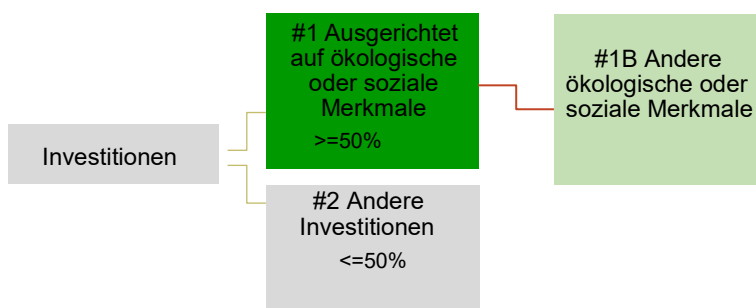 Investitionen
#1 Ausgerichtet
auf ökologische
oder soziale
Merkmale
>=50%
#1B Andere
ökologische oder
soziale Merkmale
#2 Andere
Investitionen
<=50%